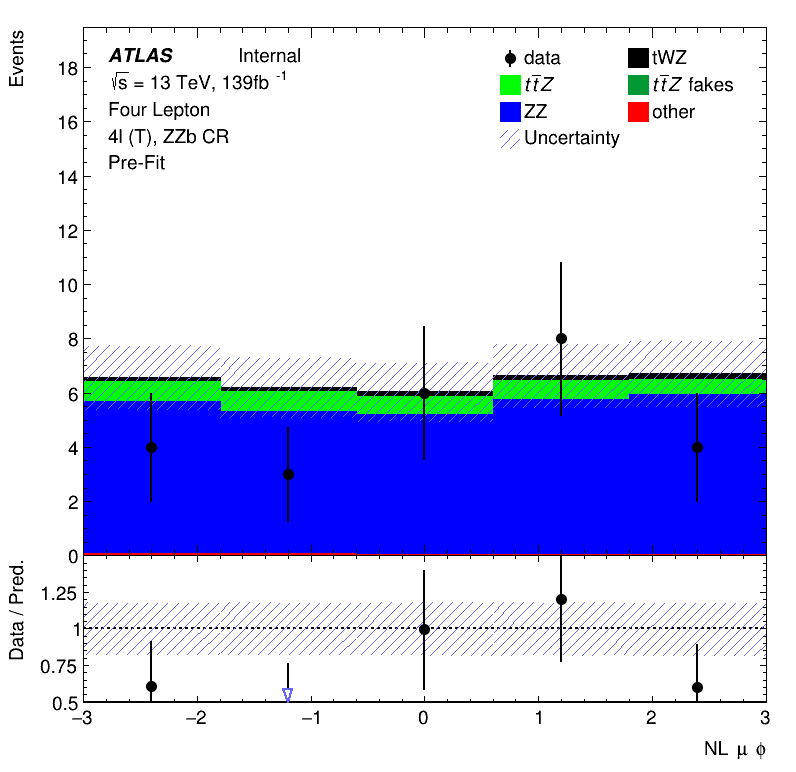 Events
18
16
14
12
10
8
6
4
2
0
ATLAS Internal
√s = 13 TeV, 139fb -1
Four Lepton
4l (T), ZZb CR
Pre-Fit
data
tWZ
tt̄Z
tt̄Z fakes
ZZ
other
Uncertainty
Data / Pred.
1.25
1
0.75
0.5
−3 −2 −1 0 1 2 3
NL μ φ